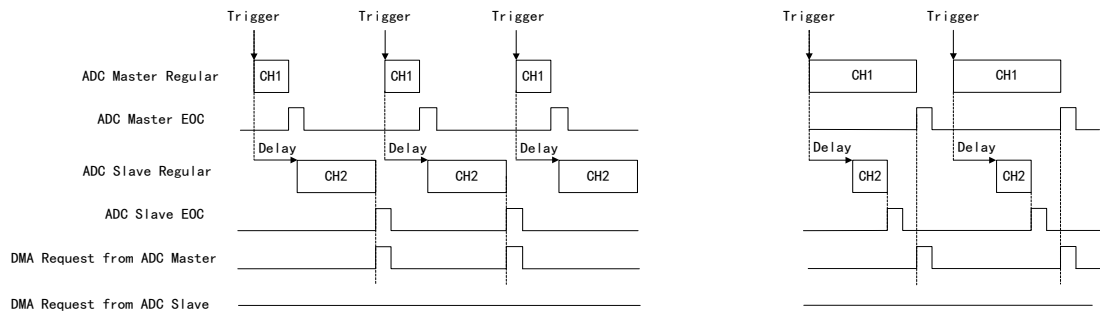 Trigger Trigger Trigger Trigger Trigger
ADC Master Regular CH1 CH1 CH1 CH1 CH1
ADC Master EOC
Delay Delay Delay Delay Delay
ADC Slave Regular CH2 CH2 CH2 CH2 CH2
ADC Slave EOC
DMA Request from ADC Master
DMA Request from ADC Slave